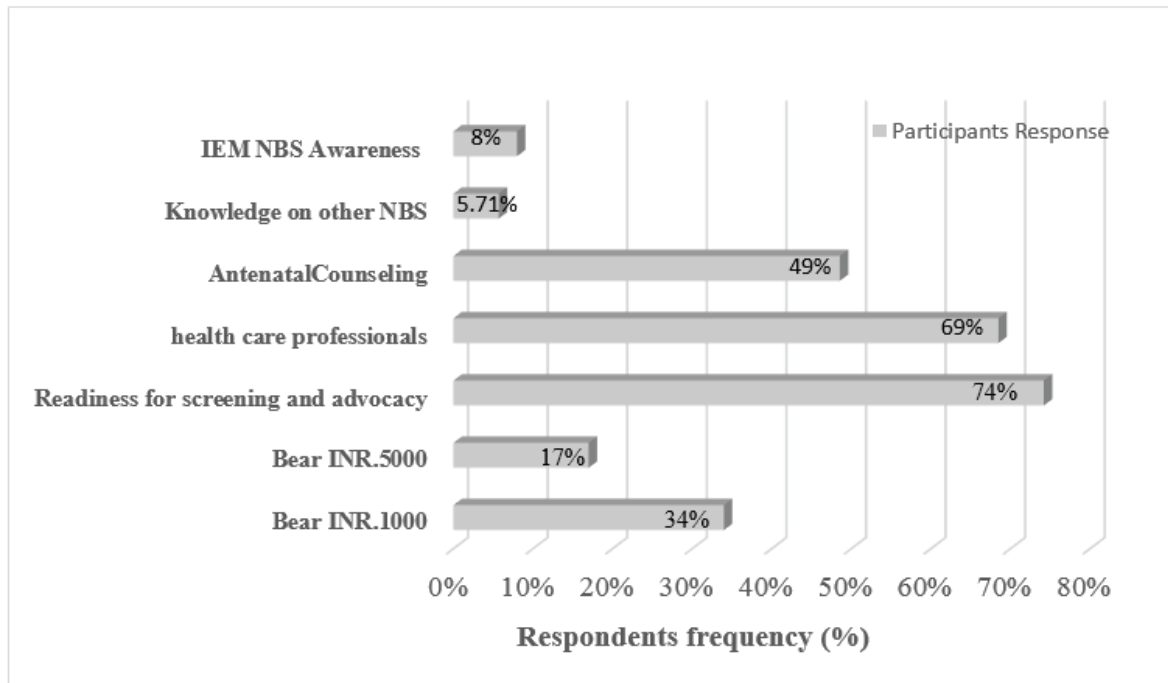 Participants Response
IEM NBS Awareness
8%
Knowledge on other NBS
5.71%
AntenatalCounseling
49%
health care professionals
69%
Readiness for screening and advocacy
74%
Bear INR.5000
17%
Bear INR.1000
34%
0% 10% 20% 30% 40% 50% 60% 70% 80%
Respondents frequency (%)